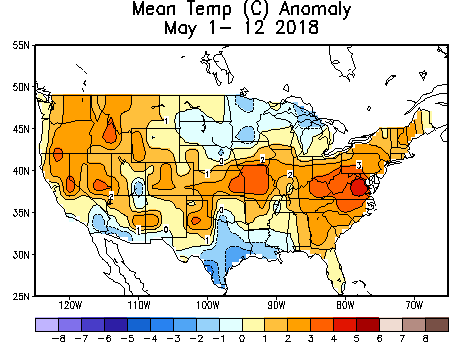 Mean Temp (C) Anomaly
May 1– 12 2018
55N
50N
45N
40N
35N
30N
25N
120W 110W 100W 90W 80W 70W
-8 -7 -6 -5 -4 -3 -2 -1 0 1 2 3 4 5 6 7 8